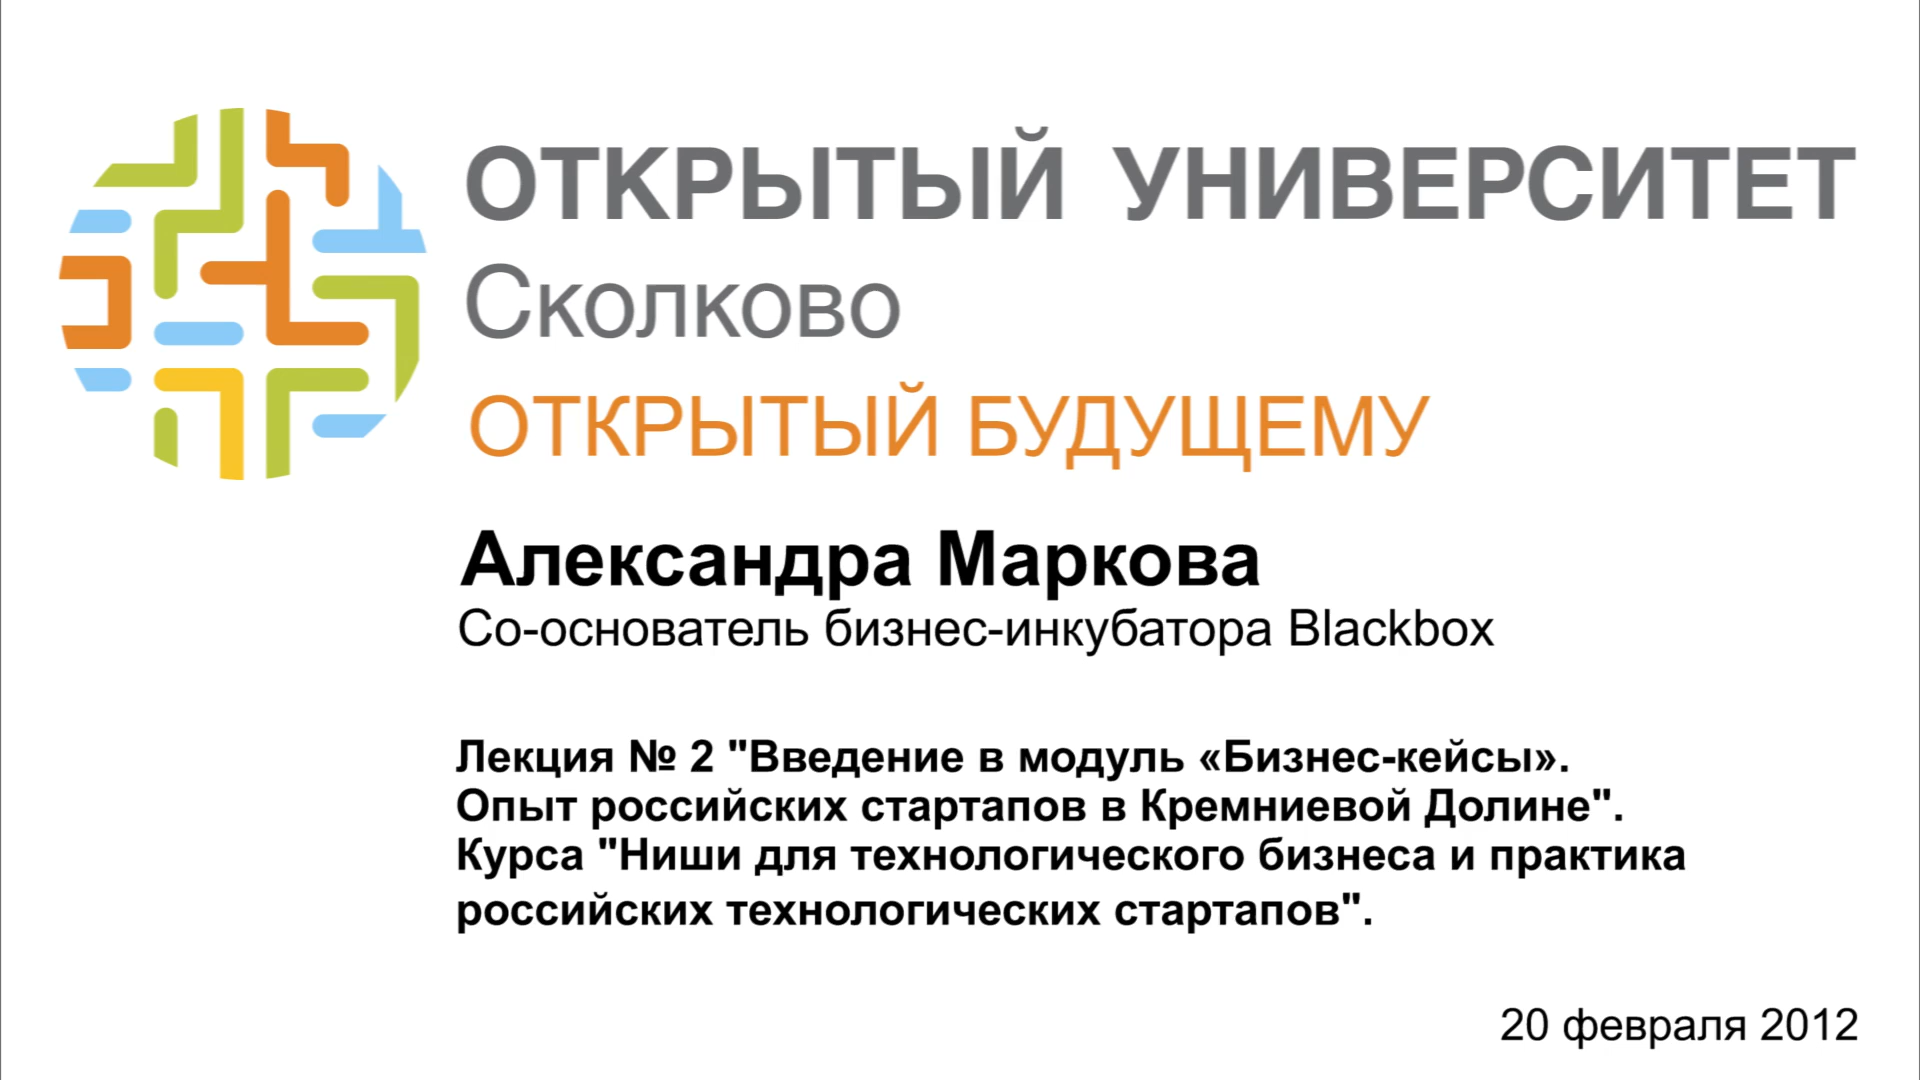 ОТКРЫТЫЙ УНИВЕРСИТЕТ
Сколково
ОТКРЫТЫЙ БУДУЩЕМУ
Александра Маркова
Со-основатель бизнес-инкубатора Blackbox
Лекция № 2 "Введение в модуль «Бизнес-кейсы».
Опыт российских стартапов в Кремниевой Долине".
Курса "Ниши для технологического бизнеса и практика
российских технологических стартапов".
20 февраля 2012